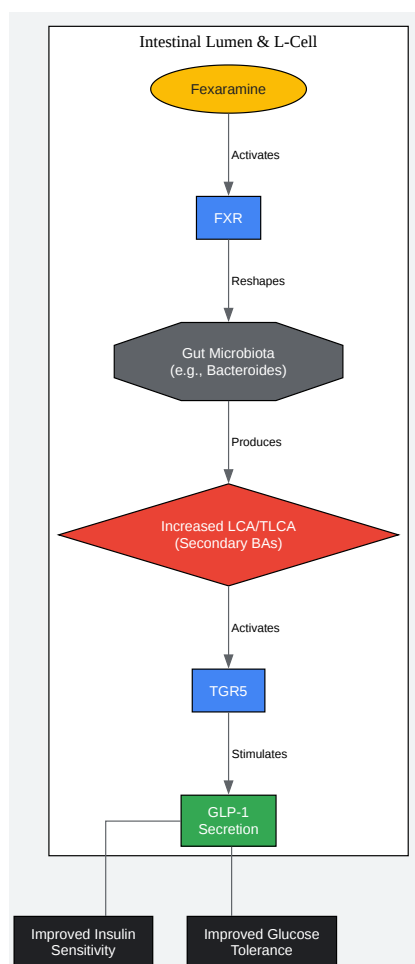 Intestinal Lumen & L-Cell
Fexaramine
Activates
FXR
Reshapes
Gut Microbiota
(e.g., Bacteroides)
Produces
Increased LCA/TLCA
(Secondary BAs)
Activates
TGR5
Stimulates
GLP-1
Secretion
Improved Insulin
Sensitivity
Improved Glucose
Tolerance